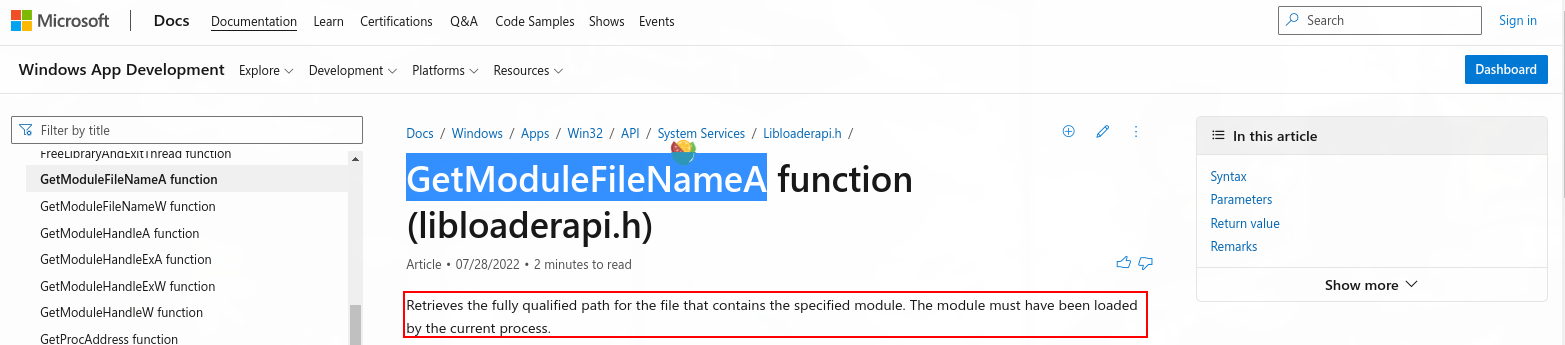 Microsoft Docs Documentation Learn Certifications Q&A Code Samples Shows Events Search Sign in
Windows App Development Explore Development Platforms Resources Dashboard
Filter by title
FreeLibraryAndExitThread function
GetModuleFileNameA function
GetModuleFileNameW function
GetModuleHandleA function
GetModuleHandleExA function
GetModuleHandleExW function
GetModuleHandleW function
GetProcAddress function
Docs / Windows / Apps / Win32 / API / System Services / Libloaderapi.h /
GetModuleFileNameA function
(libloaderapi.h)
Article • 07/28/2022 • 2 minutes to read
Retrieves the fully qualified path for the file that contains the specified module. The module must have been loaded
by the current process.
In this article
Syntax
Parameters
Return value
Remarks
Show more